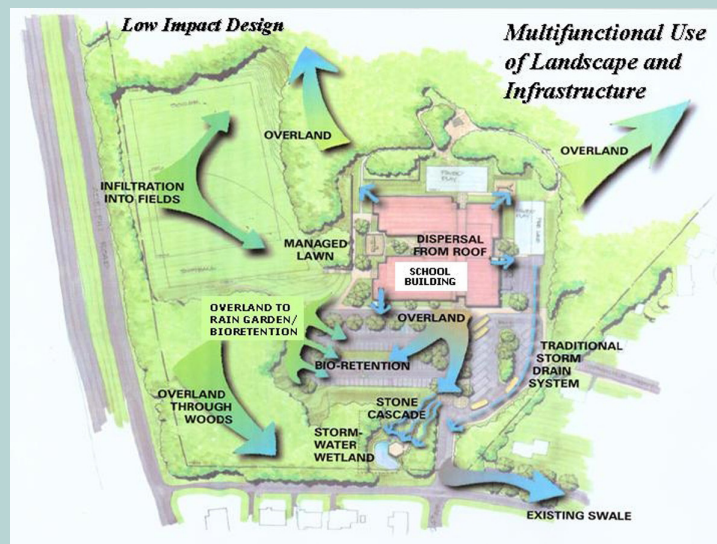 Low Impact Design
Multifunctional Use
of Landscape and
Infrastructure
OVERLAND
OVERLAND
INFILTRATION
INTO FIELDS
MANAGED
LAWN
DISPERSAL
FROM ROOF
SCHOOL
BUILDING
OVERLAND TO
RAIN GARDEN/
BIORETENTION
OVERLAND
BIO-RETENTION
TRADITIONAL
STORM
DRAIN
SYSTEM
OVERLAND
THROUGH
WOODS
STONE
CASCADE
STORM-
WATER
WETLAND
EXISTING SWALE